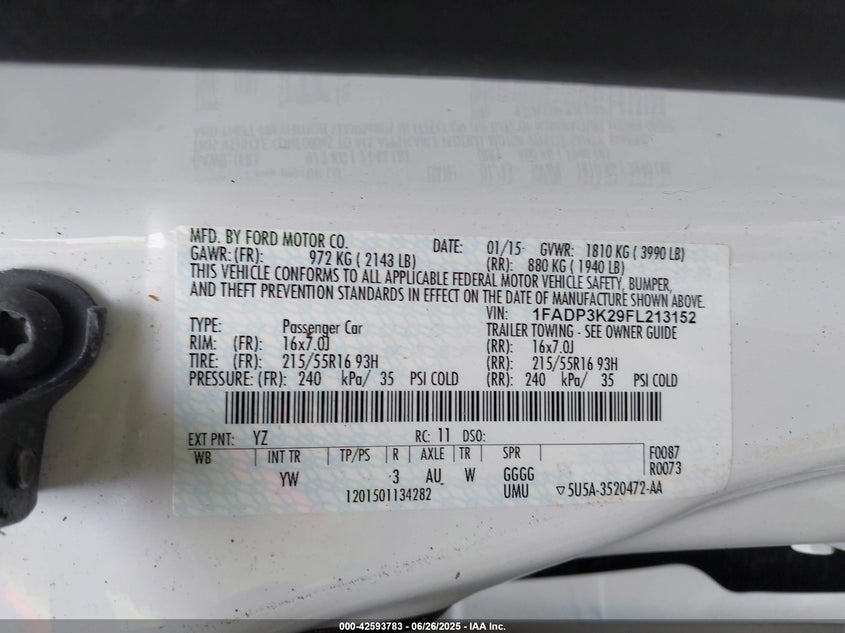 MFD. BY FORD MOTOR CO. DATE: 01/15 GVWR: 1810 KG ( 3990 LB)
GAWR: (FR): 972 KG ( 2143 LB) (RR): 880 KG ( 1940 LB)
THIS VEHICLE CONFORMS TO ALL APPLICABLE FEDERAL MOTOR VEHICLE SAFETY, BUMPER,
AND THEFT PREVENTION STANDARDS IN EFFECT ON THE DATE OF MANUFACTURE SHOWN ABOVE.
VIN: 1FADP3K29FL213152
TYPE: Passenger Car TRAILER TOWING - SEE OWNER GUIDE
RIM: (FR): 16x7.0J (RR): 16x7.0J
TIRE: (FR): 215/55R16 93H (RR): 215/55R16 93H
PRESSURE: (FR): 240 kPa/ 35 PSI COLD (RR): 240 kPa/ 35 PSI COLD
EXT PNT: YZ RC: 11 DSO:
WB INT TR TP/PS R AXLE TR SPR F0087
YW 3 AU W GGGG R0073
1201501134282 UMU ▽5U5A-3520472-AA
000-42593783 - 06/26/2025 - IAA Inc.